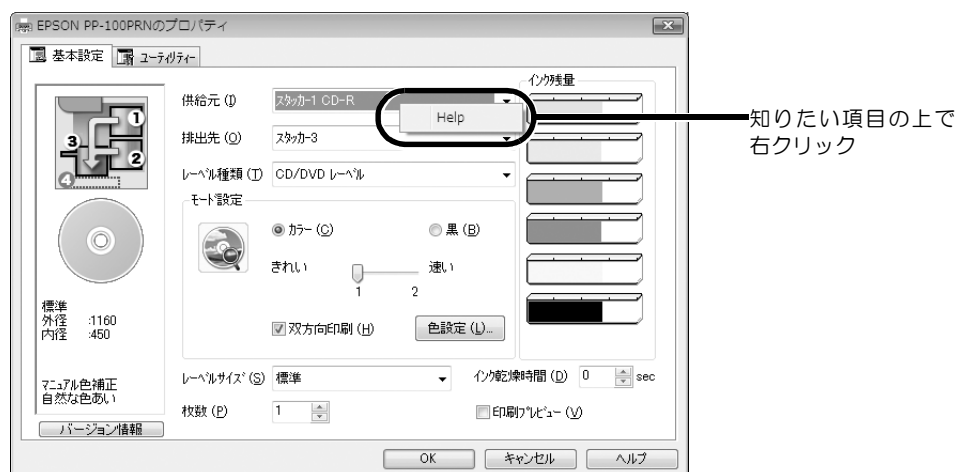 EPSON PP-100PRNのプロパティ
基本設定
ユーティリティー
1
2
3
4
標準
外径 :1160
内径 :450
マニュアル色補正
自然な色あい
バージョン情報
供給元 (I)
スタッカー1 CD-R
Help
排出先 (O)
スタッカー3
レーベル種類 (T)
CD/DVD レーベル
モード設定
カラー (C)
黒 (B)
きれい
速い
1
2
双方向印刷 (H)
色設定 (L)...
レーベルサイズ (S)
標準
インク乾燥時間 (D)
0
sec
枚数 (P)
1
印刷プレビュー (V)
インク残量
OK
キャンセル
ヘルプ
知りたい項目の上で
右クリック